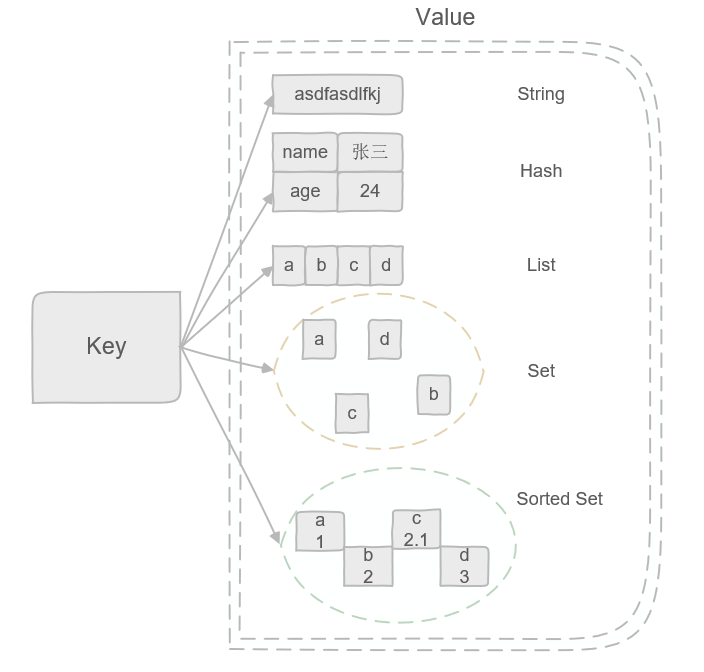 Value
asdfasdlfkj
String
name 张三
age 24
Hash
a b c d
List
Key
a d
b
c
Set
Sorted Set
a
1
b
2
c
2.1
d
3